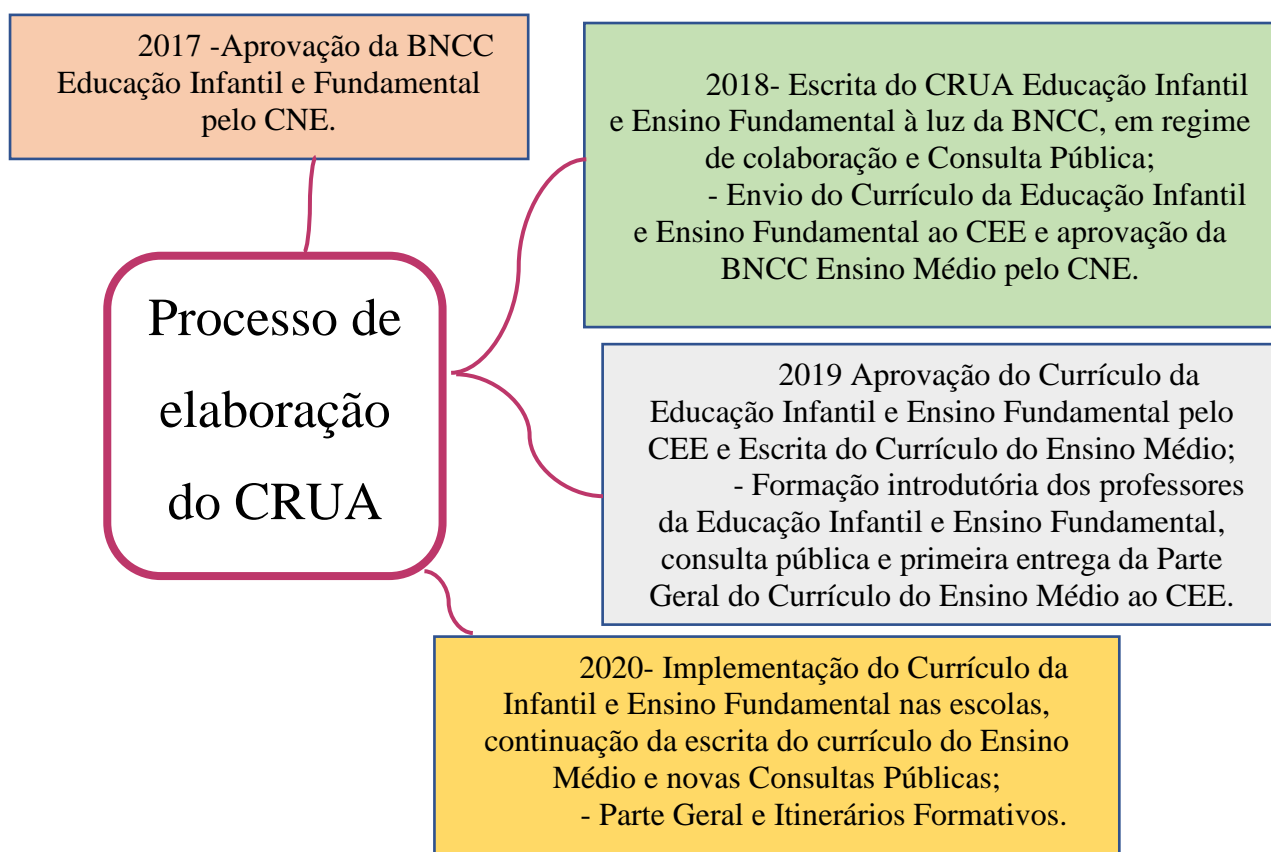 2017 -Aprovação da BNCC
Educação Infantil e Fundamental
pelo CNE.
2018- Escrita do CRUA Educação Infantil
e Ensino Fundamental à luz da BNCC, em regime
de colaboração e Consulta Pública;
- Envio do Currículo da Educação Infantil
e Ensino Fundamental ao CEE e aprovação da
BNCC Ensino Médio pelo CNE.
Processo de
elaboração
do CRUA
2019 Aprovação do Currículo da
Educação Infantil e Ensino Fundamental pelo
CEE e Escrita do Currículo do Ensino Médio;
- Formação introdutória dos professores
da Educação Infantil e Ensino Fundamental,
consulta pública e primeira entrega da Parte
Geral do Currículo do Ensino Médio ao CEE.
2020- Implementação do Currículo da
Infantil e Ensino Fundamental nas escolas,
continuação da escrita do currículo do Ensino
Médio e novas Consultas Públicas;
- Parte Geral e Itinerários Formativos.